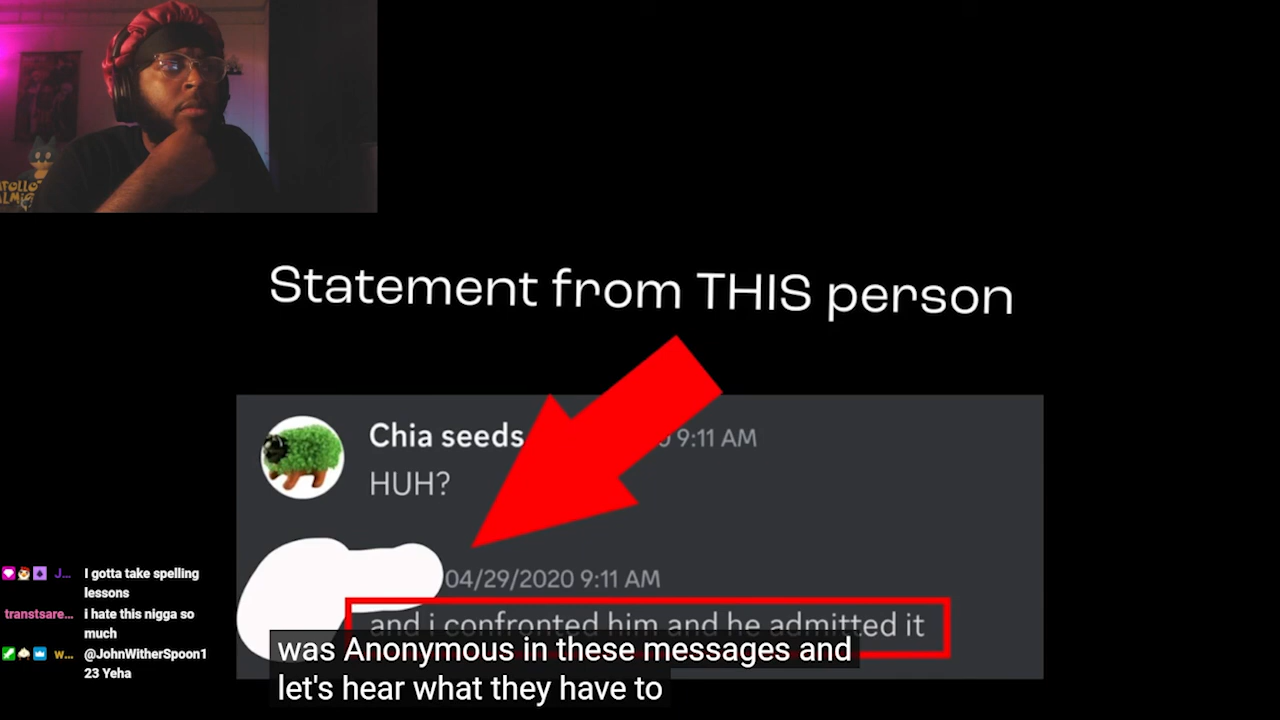 Statement from THIS person
Chia seeds
9:11 AM
HUH?
04/29/2020 9:11 AM
and i confronted him and he admitted it
was Anonymous in these messages and
let's hear what they have to
J... I gotta take spelling
lessons
transtsare... i hate this nigga so
much
w... @JohnWitherSpoon1
23 Yeha